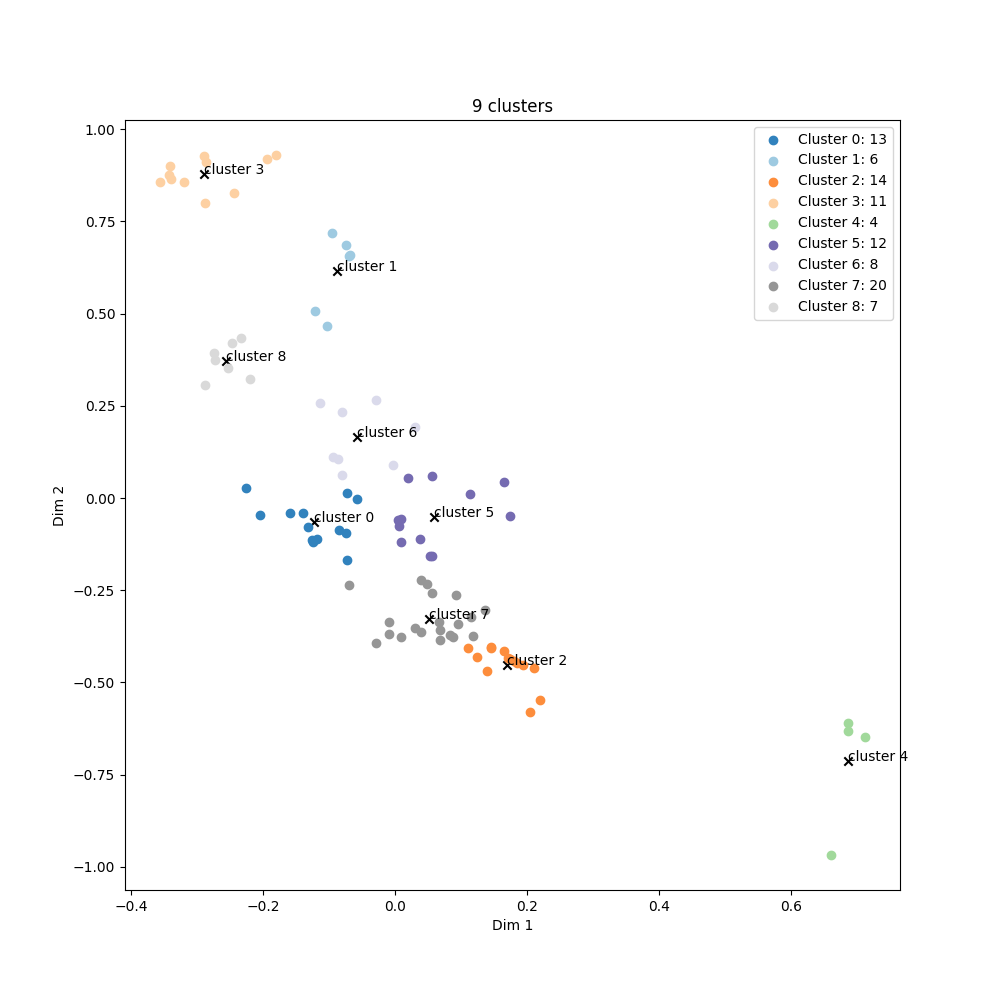 9 clusters
Cluster 0: 13
Cluster 1: 6
Cluster 2: 14
Cluster 3: 11
Cluster 4: 4
Cluster 5: 12
Cluster 6: 8
Cluster 7: 20
Cluster 8: 7
cluster 3
cluster 1
cluster 8
cluster 6
cluster 5
cluster 0
cluster 7
cluster 2
cluster 4
1.00
0.75
0.50
0.25
0.00
−0.25
−0.50
−0.75
−1.00
Dim 2
−0.4
−0.2
0.0
0.2
0.4
0.6
Dim 1